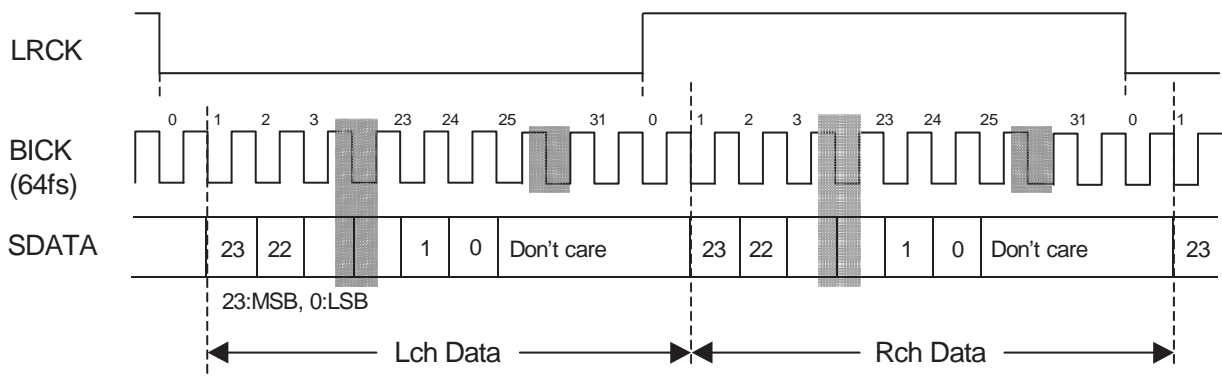 LRCK
0 1 2 3 23 24 25 31 0 1 2 3 23 24 25 31 0 1
BICK
(64fs)
SDATA 23 22 1 0 Don't care 23 22 1 0 Don't care 23
23:MSB, 0:LSB
Lch Data Rch Data